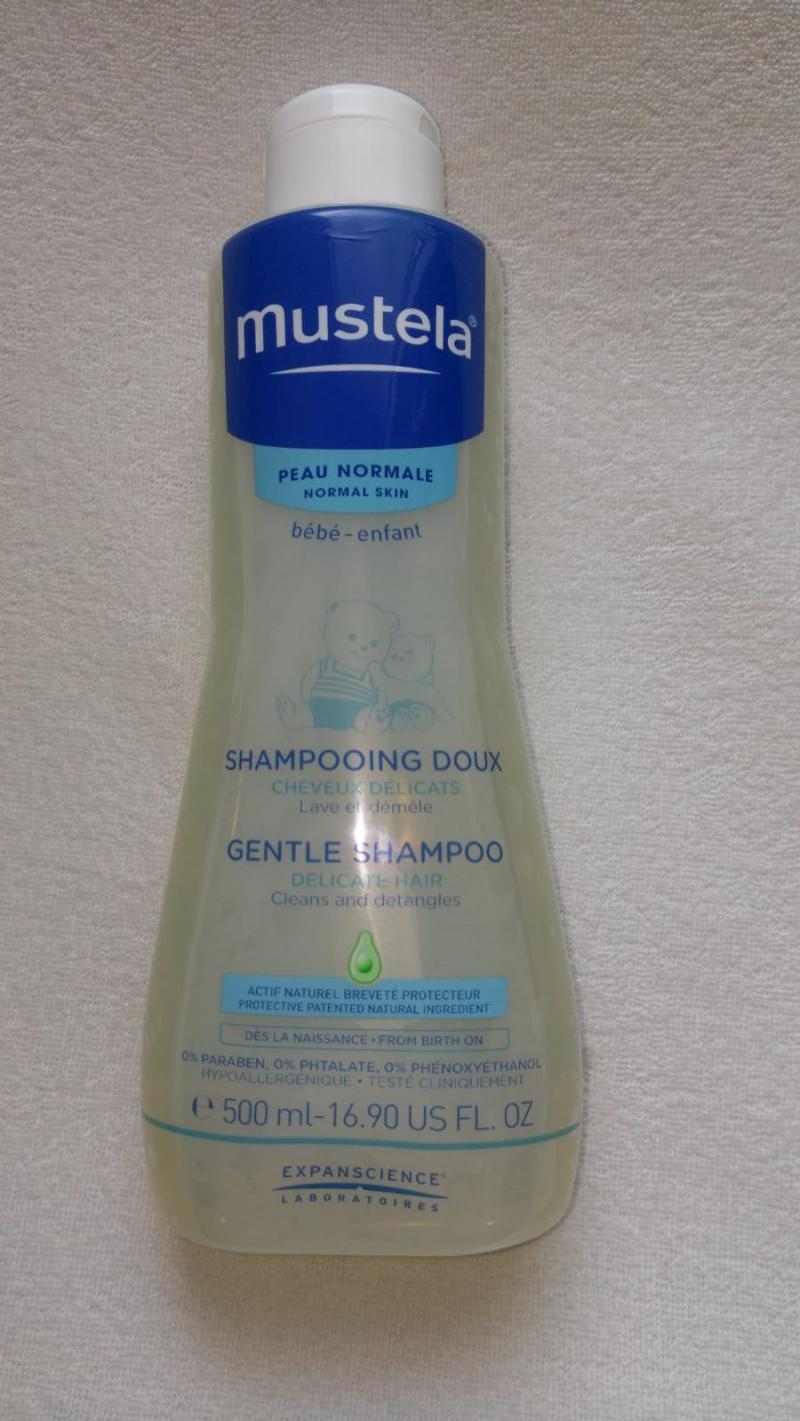 mustela®
PEAU NORMALE
NORMAL SKIN
bébé-enfant
SHAMPOOING DOUX
CHEVEUX DÉLICATS
Lave et démêle
GENTLE SHAMPOO
DELICATE HAIR
Cleans and detangles
ACTIF NATUREL BREVETÉ PROTECTEUR
PROTECTIVE PATENTED NATURAL INGREDIENT
DÈS LA NAISSANCE • FROM BIRTH ON
0% PARABEN, 0% PHTALATE, 0% PHÉNOXYÉTHANOL
HYPOALLERGÉNIQUE • TESTÉ CLINIQUEMENT
℮ 500 ml-16.90 US FL. OZ
EXPANSCIENCE®
LABORATOIRES